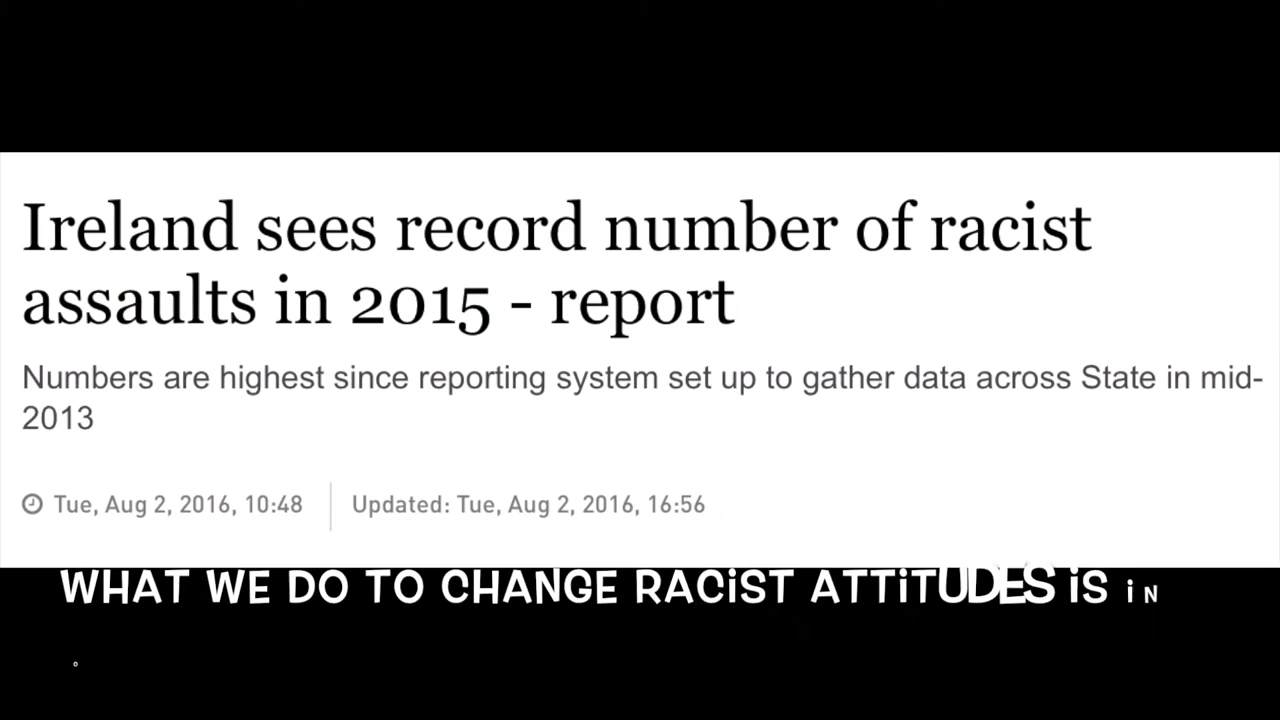 Ireland sees record number of racist
assaults in 2015 - report
Numbers are highest since reporting system set up to gather data across State in mid-
2013
Tue, Aug 2, 2016, 10:48 Updated: Tue, Aug 2, 2016, 16:56
WHAT WE DO TO CHANGE RACiST ATTiTUDES iS iN